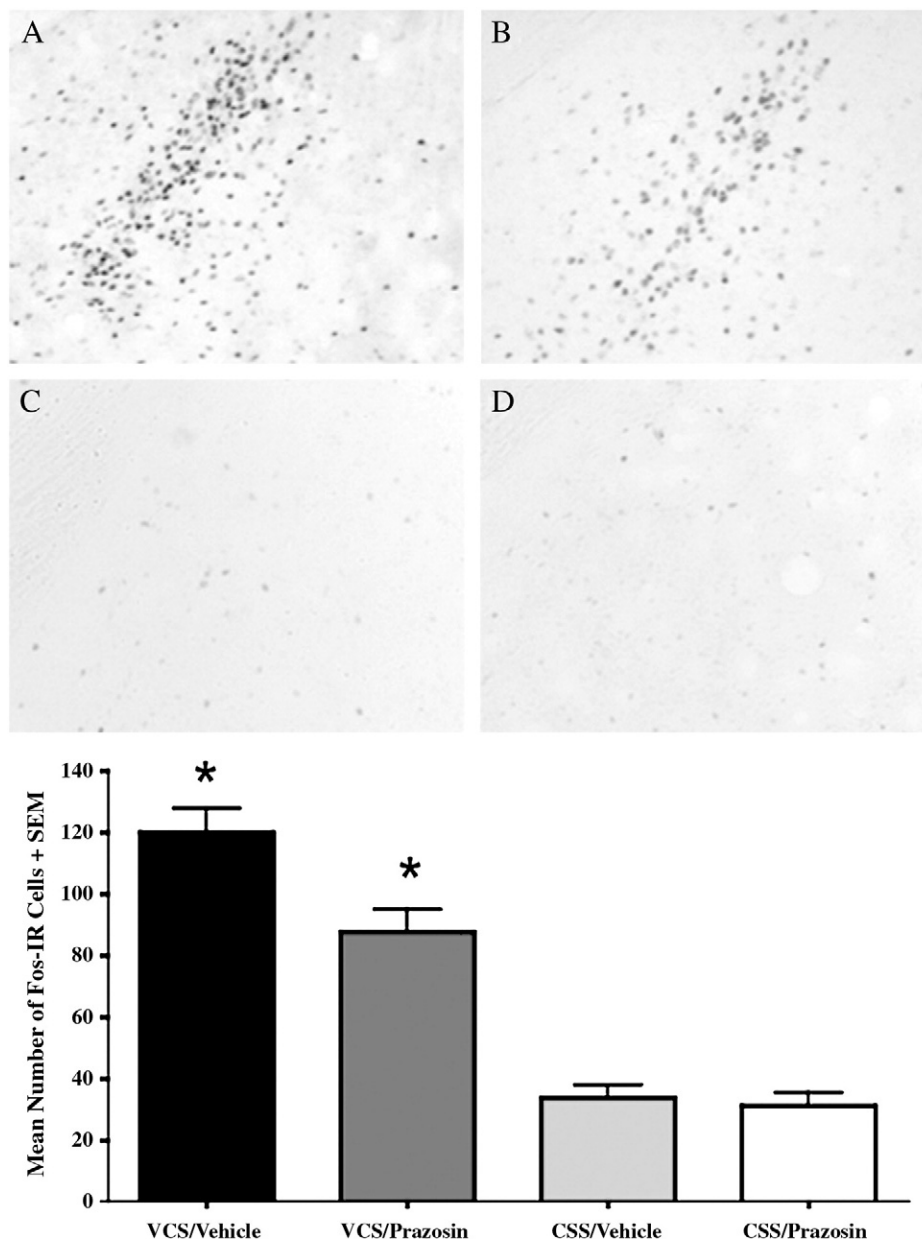 A
B
C
D
Mean Number of Fos-IR Cells + SEM
140
120
100
80
60
40
20
0
*
*
VCS/Vehicle
VCS/Prazosin
CSS/Vehicle
CSS/Prazosin